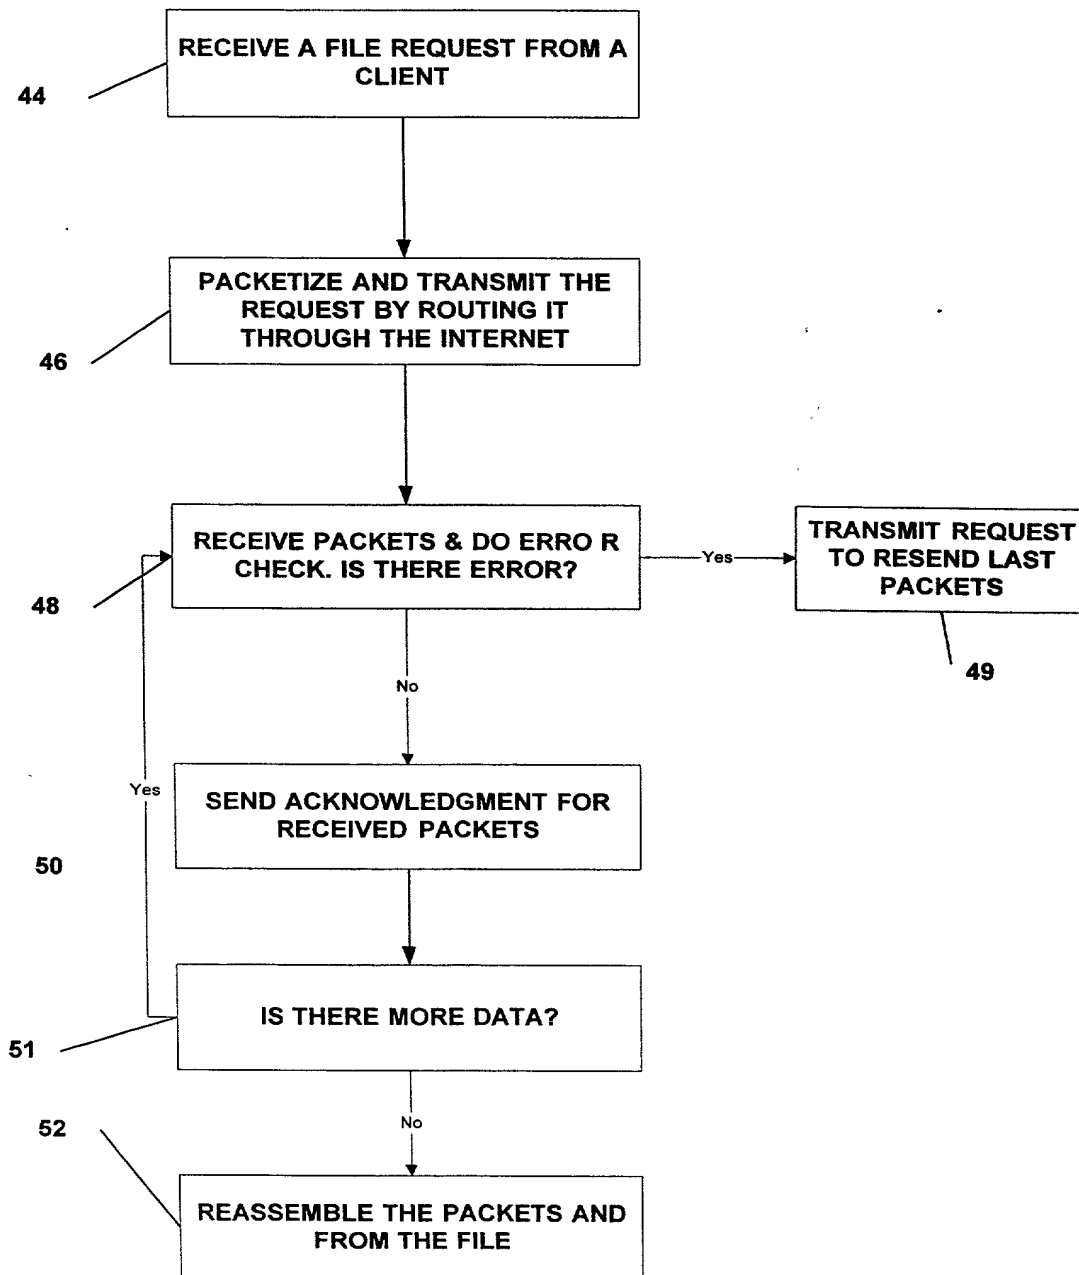 RECEIVE A FILE REQUEST FROM A
CLIENT
44
PACKETIZE AND TRANSMIT THE
REQUEST BY ROUTING IT
THROUGH THE INTERNET
46
RECEIVE PACKETS & DO ERRO R
CHECK. IS THERE ERROR?
Yes
TRANSMIT REQUEST
TO RESEND LAST
PACKETS
48
49
No
Yes
SEND ACKNOWLEDGMENT FOR
RECEIVED PACKETS
50
IS THERE MORE DATA?
51
No
52
REASSEMBLE THE PACKETS AND
FROM THE FILE